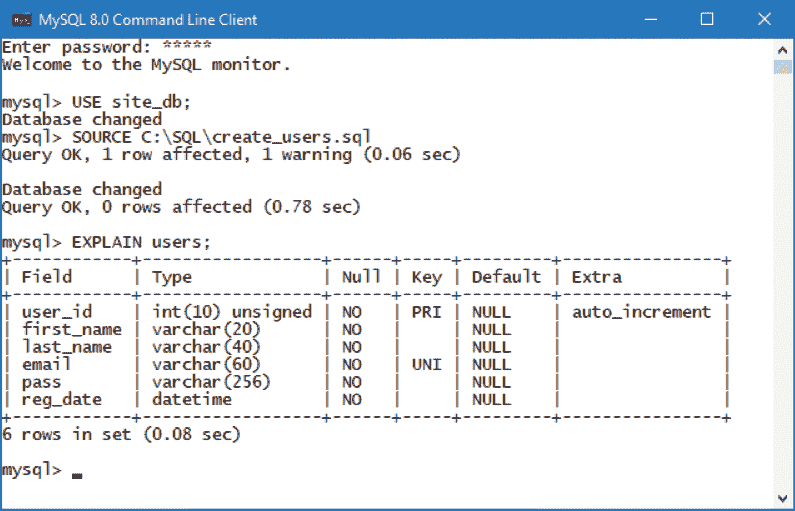 MySQL 8.0 Command Line Client
Enter password: *****
Welcome to the MySQL monitor.
mysql> USE site_db;
Database changed
mysql> SOURCE C:\SQL\create_users.sql
Query OK, 1 row affected, 1 warning (0.06 sec)
Database changed
Query OK, 0 rows affected (0.78 sec)
mysql> EXPLAIN users;
+------------+------------------+------+-----+---------+----------------+
| Field      | Type             | Null | Key | Default | Extra          |
+------------+------------------+------+-----+---------+----------------+
| user_id    | int(10) unsigned | NO   | PRI | NULL    | auto_increment |
| first_name | varchar(20)      | NO   |     | NULL    |                |
| last_name  | varchar(40)      | NO   |     | NULL    |                |
| email      | varchar(60)      | NO   | UNI | NULL    |                |
| pass       | varchar(256)     | NO   |     | NULL    |                |
| reg_date   | datetime         | NO   |     | NULL    |                |
+------------+------------------+------+-----+---------+----------------+
6 rows in set (0.08 sec)
mysql> _